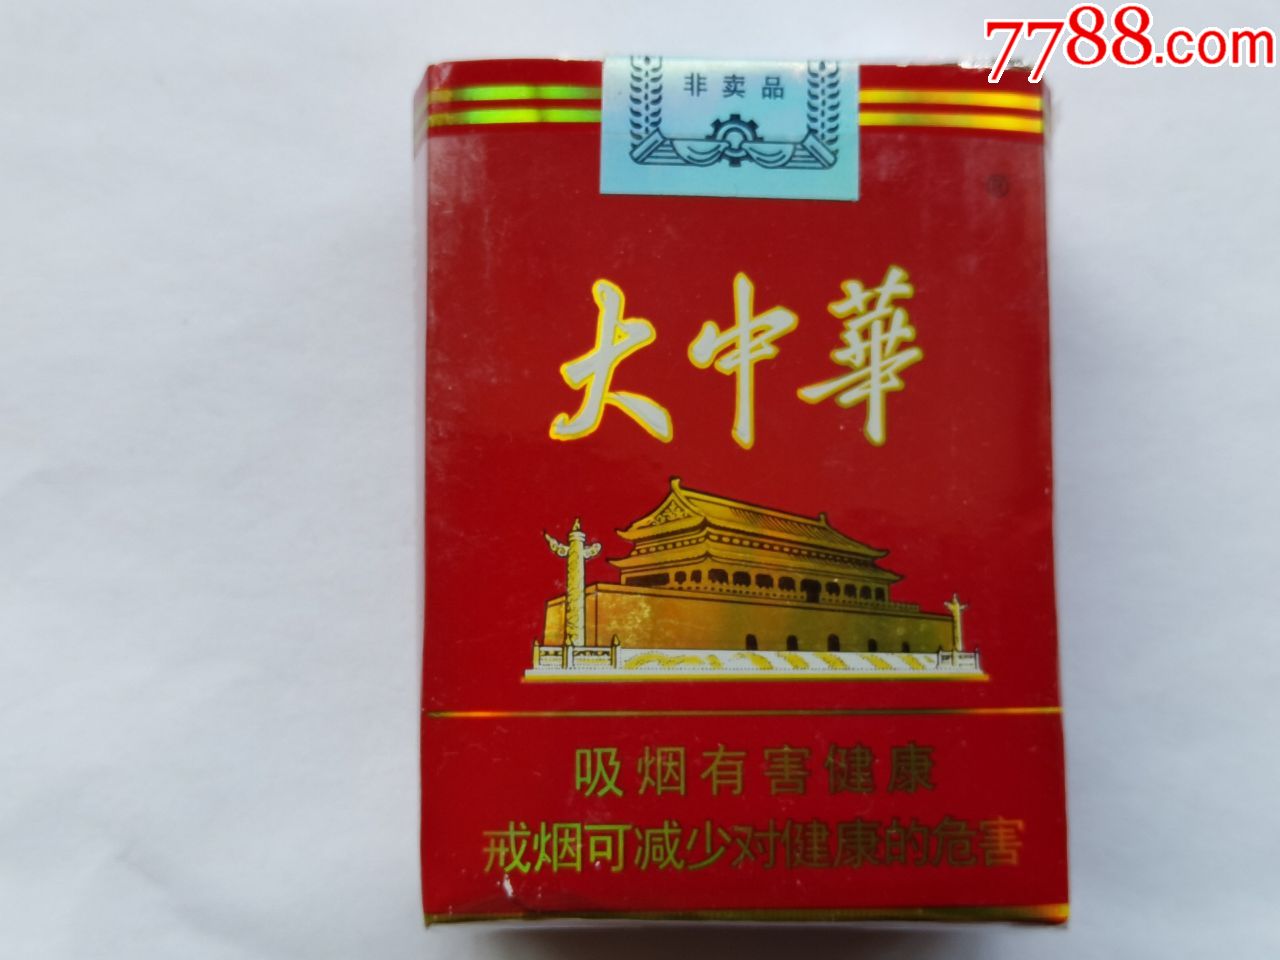 7788.com
非卖品
®
大中華
吸烟有害健康
戒烟可减少对健康的危害